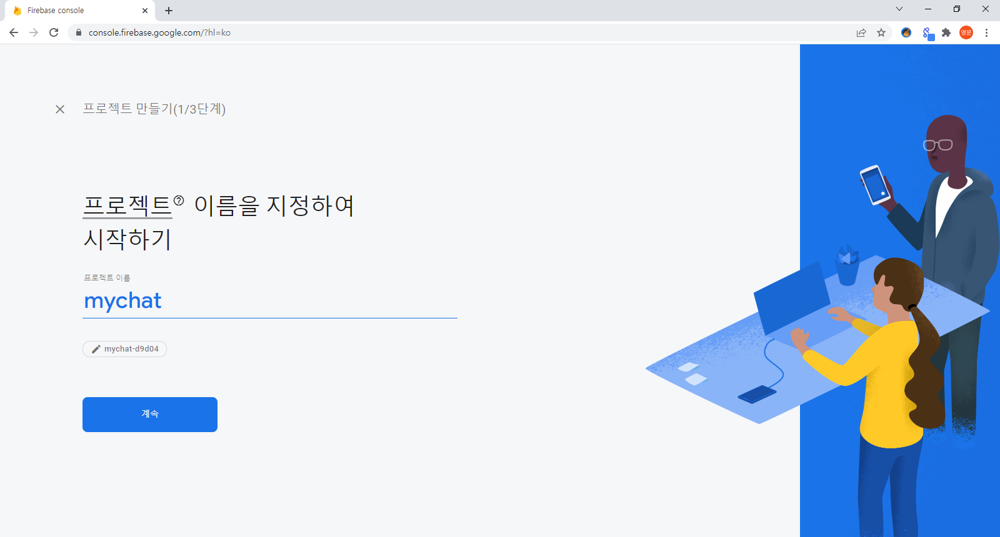 Firebase console
console.firebase.google.com/?hl=ko
영문
프로젝트 만들기(1/3단계)
프로젝트 이름을 지정하여
시작하기
프로젝트 이름
mychat
mychat-d9d04
계속